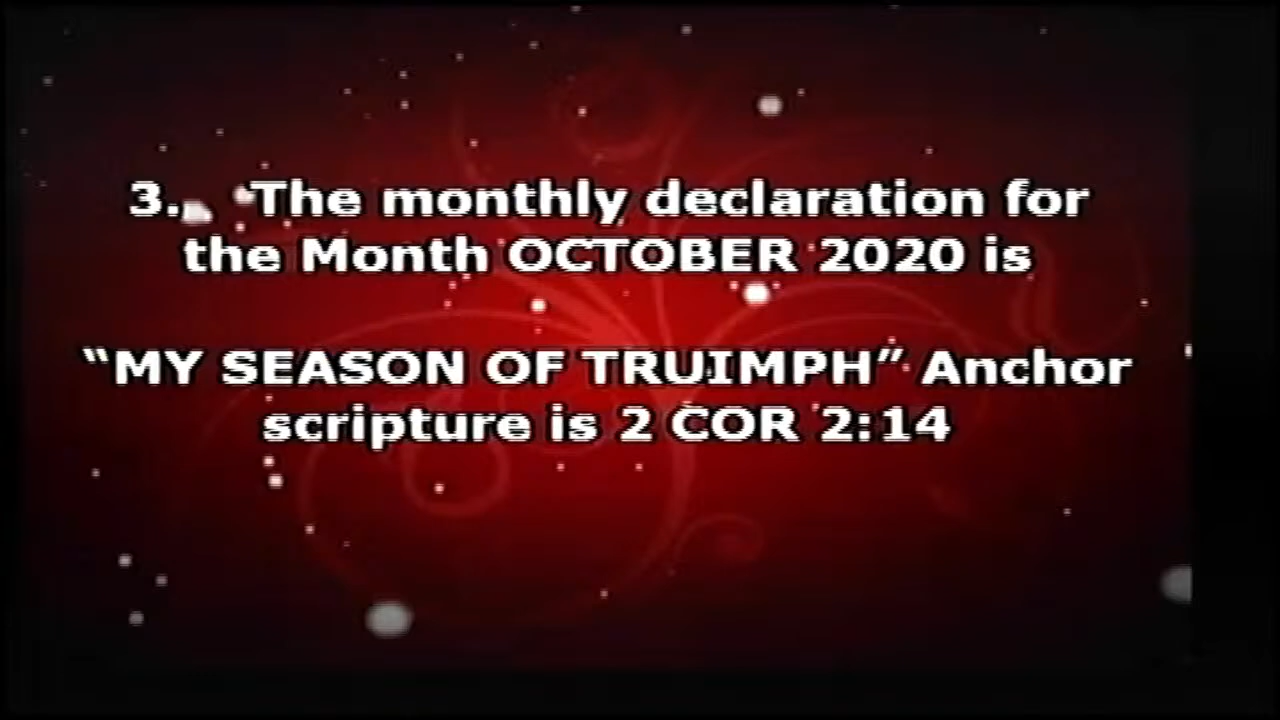 3. The monthly declaration for
the Month OCTOBER 2020 is
“MY SEASON OF TRUIMPH” Anchor
scripture is 2 COR 2:14